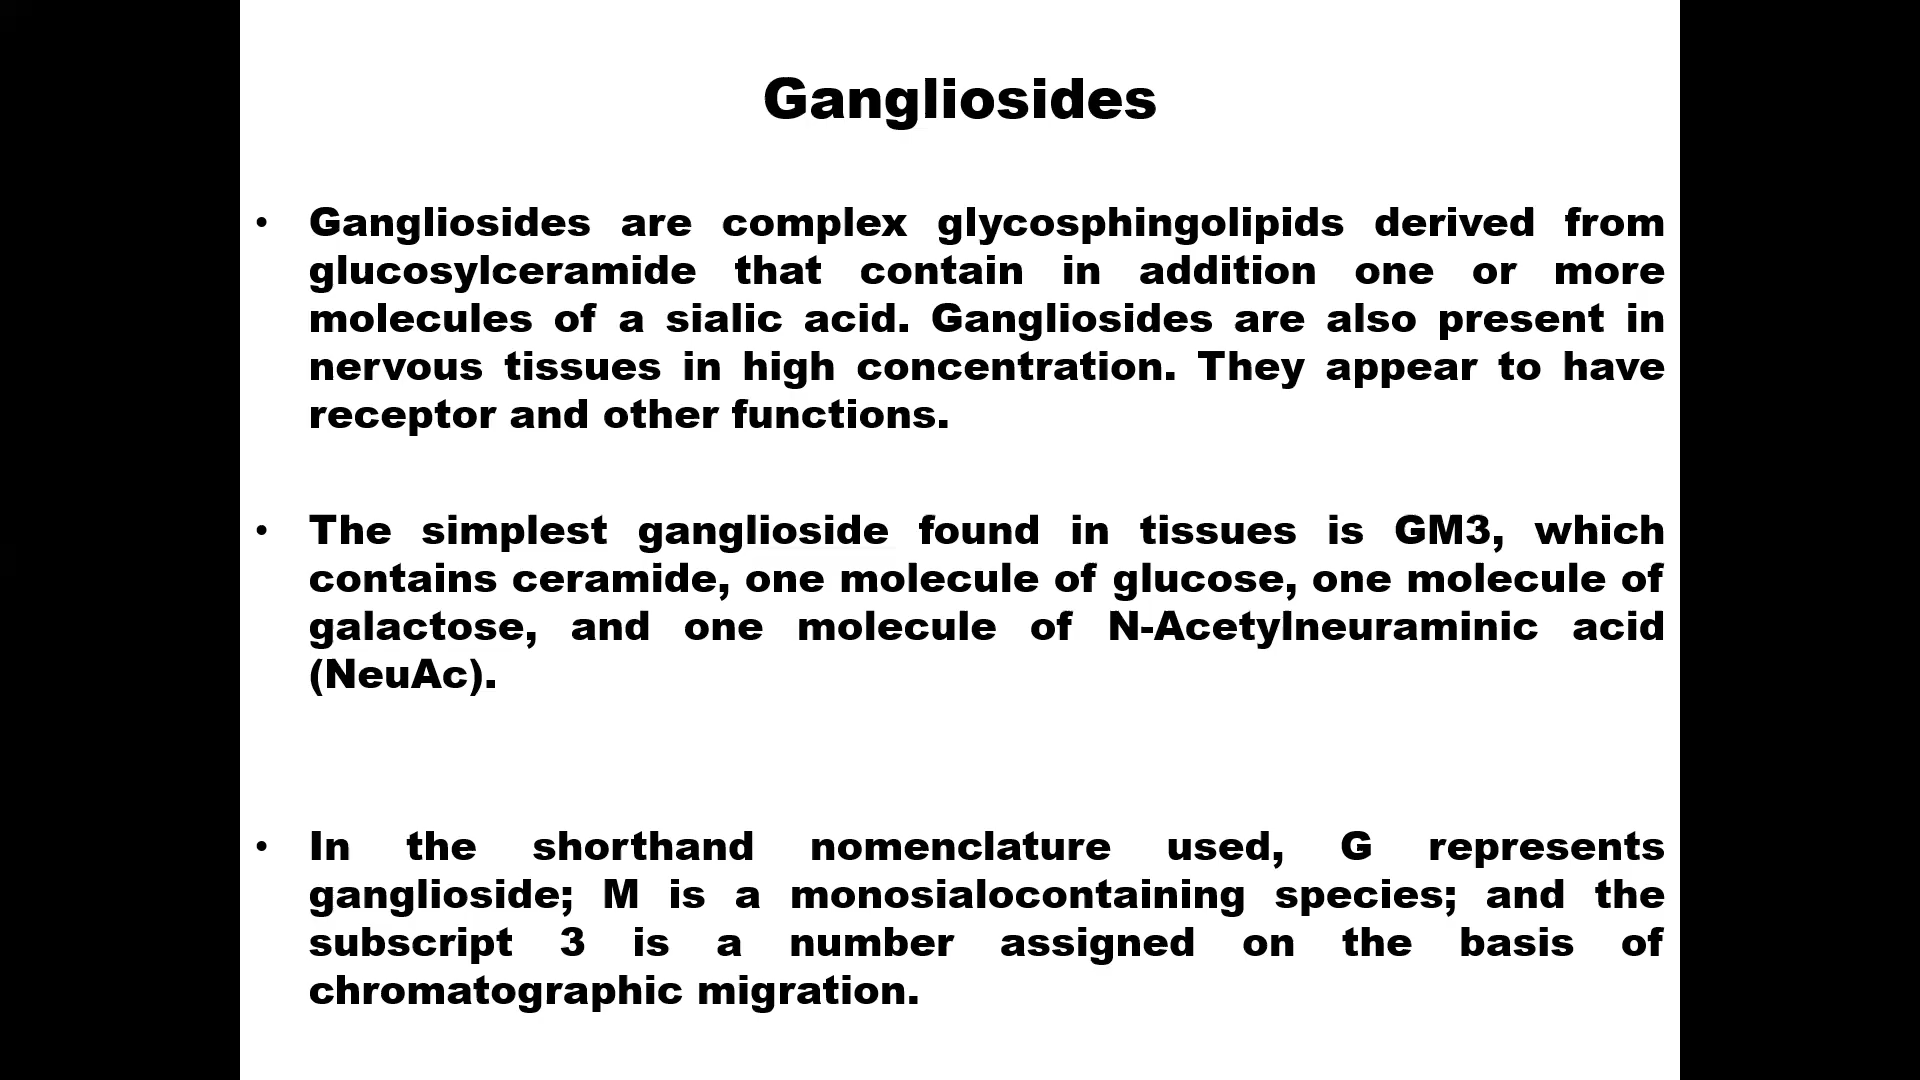 Gangliosides
• Gangliosides are complex glycosphingolipids derived from
glucosylceramide that contain in addition one or more
molecules of a sialic acid. Gangliosides are also present in
nervous tissues in high concentration. They appear to have
receptor and other functions.
• The simplest ganglioside found in tissues is GM3, which
contains ceramide, one molecule of glucose, one molecule of
galactose, and one molecule of N-Acetylneuraminic acid
(NeuAc).
• In the shorthand nomenclature used, G represents
ganglioside; M is a monosialocontaining species; and the
subscript 3 is a number assigned on the basis of
chromatographic migration.